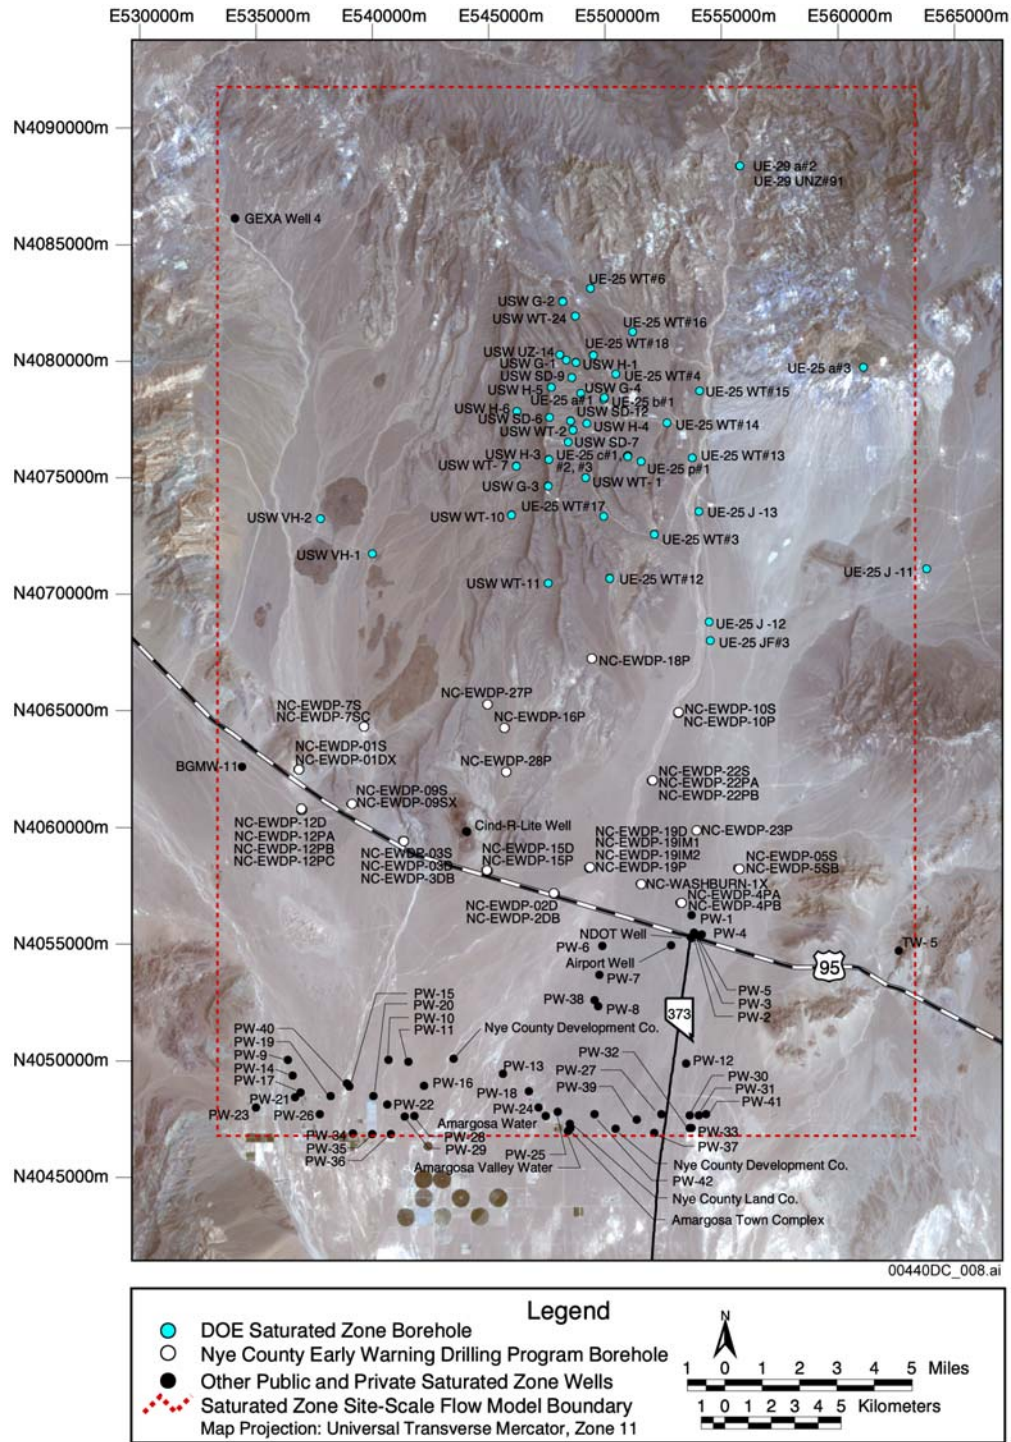 E530000m E535000m E540000m E545000m E550000m E555000m E560000m E565000m
N4090000m
N4085000m
N4080000m
N4075000m
N4070000m
N4065000m
N4060000m
N4055000m
N4050000m
N4045000m
UE-29 a#2
UE-29 UNZ#91
GEXA Well 4
UE-25 WT#6
USW G-2
USW WT-24
UE-25 WT#16
UE-25 WT#18
USW UZ-14
USW G-1
USW H-1
UE-25 a#3
USW SD-9
UE-25 WT#4
USW H-5
USW G-4
UE-25 WT#15
UE-25 a#1
UE-25 b#1
USW H-6
USW SD-12
USW SD-6
USW H-4
UE-25 WT#14
USW WT-2
USW SD-7
USW H-3
UE-25 c#1,
#2, #3
UE-25 WT#13
USW WT- 7
UE-25 p#1
USW WT- 1
USW G-3
UE-25 WT#17
USW WT-10
UE-25 J -13
USW VH-2
UE-25 WT#3
USW VH-1
UE-25 J -11
USW WT-11
UE-25 WT#12
UE-25 J -12
UE-25 JF#3
NC-EWDP-18P
NC-EWDP-27P
NC-EWDP-7S
NC-EWDP-7SC
NC-EWDP-16P
NC-EWDP-10S
NC-EWDP-10P
NC-EWDP-01S
NC-EWDP-01DX
BGMW-11
NC-EWDP-28P
NC-EWDP-22S
NC-EWDP-22PA
NC-EWDP-22PB
NC-EWDP-09S
NC-EWDP-09SX
NC-EWDP-12D
NC-EWDP-12PA
NC-EWDP-12PB
NC-EWDP-12PC
Cind-R-Lite Well
NC-EWDP-19D
NC-EWDP-19IM1
NC-EWDP-19IM2
NC-EWDP-19P
NC-EWDP-23P
NC-EWDP-03S
NC-EWDP-03D
NC-EWDP-3DB
NC-EWDP-15D
NC-EWDP-15P
NC-EWDP-05S
NC-EWDP-5SB
NC-WASHBURN-1X
NC-EWDP-4PA
NC-EWDP-4PB
NC-EWDP-02D
NC-EWDP-2DB
PW-1
NDOT Well
PW-4
PW-6
Airport Well
TW- 5
95
PW-7
PW-5
PW-3
PW-2
PW-38
PW-8
373
PW-15
PW-20
PW-10
PW-11
Nye County Development Co.
PW-40
PW-19
PW-9
PW-14
PW-17
PW-21
PW-23
PW-26
PW-13
PW-16
PW-18
PW-22
PW-24
Amargosa Water
PW-32
PW-27
PW-39
PW-12
PW-30
PW-31
PW-41
PW-34
PW-35
PW-36
PW-28
PW-29
PW-25
Amargosa Valley Water
PW-33
PW-37
Nye County Development Co.
PW-42
Nye County Land Co.
Amargosa Town Complex
00440DC_008.ai
Legend
DOE Saturated Zone Borehole
Nye County Early Warning Drilling Program Borehole
Other Public and Private Saturated Zone Wells
Saturated Zone Site-Scale Flow Model Boundary
Map Projection: Universal Transverse Mercator, Zone 11
N
1 0 1 2 3 4 5 Miles
1 0 1 2 3 4 5 Kilometers